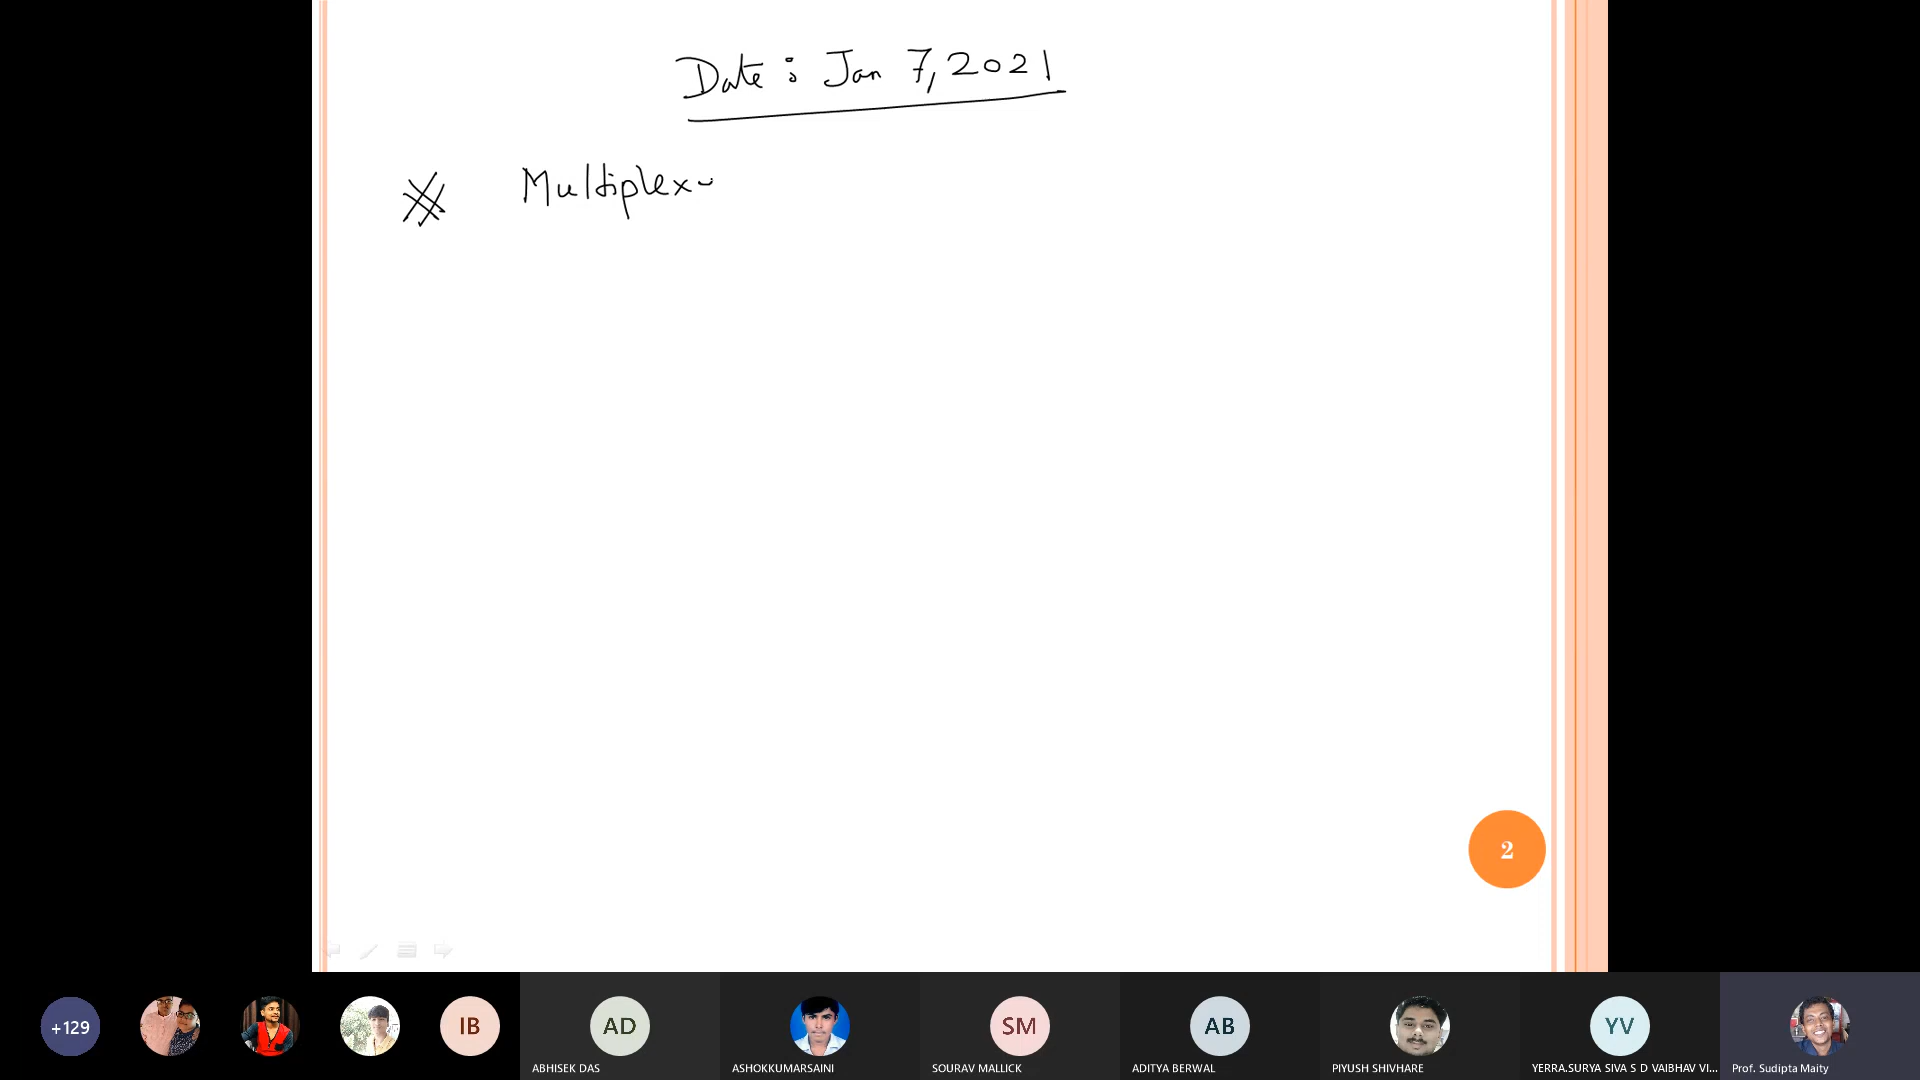 Date : Jan 7, 2021
Multiplex
2
+129
IB
AD
SM
AB
YV
ABHISEK DAS
ASHOKKUMARSAINI
SOURAV MALLICK
ADITYA BERWAL
PIYUSH SHIVHARE
YERRA.SURYA SIVA S D VAIBHAV VI...
Prof. Sudipta Maity